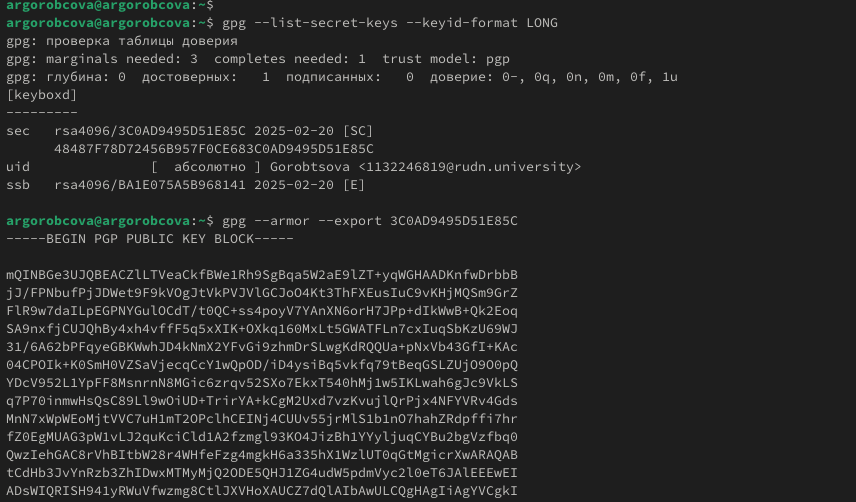 argorobcova@argorobcova:~$
argorobcova@argorobcova:~$ gpg --list-secret-keys --keyid-format LONG
gpg: проверка таблицы доверия
gpg: marginals needed: 3  completes needed: 1  trust model: pgp
gpg: глубина: 0  достоверных:   1  подписанных:   0  доверие: 0-, 0q, 0n, 0m, 0f, 1u
[keyboxd]
---------
sec   rsa4096/3C0AD9495D51E85C 2025-02-20 [SC]
      48487F78D72456B957F0CE683C0AD9495D51E85C
uid               [  абсолютно ] Gorobtsova <1132246819@rudn.university>
ssb   rsa4096/BA1E075A5B968141 2025-02-20 [E]
argorobcova@argorobcova:~$ gpg --armor --export 3C0AD9495D51E85C
-----BEGIN PGP PUBLIC KEY BLOCK-----
mQINBGe3UJQBEACZlLTVeaCkfBWe1Rh9SgBqa5W2aE9lZT+yqWGHAADKnfwDrbbB
jJ/FPNbufPjJDWet9F9kVOgJtVkPVJVlGCJoO4Kt3ThFXEusIuC9vKHjMQSm9GrZ
FlR9w7daILpEGPNYGulOCdT/t0QC+ss4poyV7YAnXN6orH7JPp+dIkWwB+Qk2Eoq
SA9nxfjCUJQhBy4xh4vffF5q5xXIK+OXkq160MxLt5GWATFLn7cxIuqSbKzU69WJ
31/6A62bPFqyeGBKWwhJD4kNmX2YFvGi9zhmDrSLwgKdRQQUa+pNxVb43GfI+KAc
04CPOIk+K0SmH0VZSaVjecqCcY1wQpOD/iD4ysiBq5vkfq79tBeqGSLZUjO9O0pQ
YDcV952L1YpFF8MsnrnN8MGic6zrqv52SXo7EkxT540hMj1w5IKLwah6gJc9VkLS
q7P70inmwHsQsC89Ll9wOiUD+TrirYA+kCgM2Uxd7vzKvujlQrPjx4NFYVRv4Gds
MnN7xWpWEoMjtVVC7uH1mT2OPclhCEINj4CUUv55jrMlS1b1nO7hahZRdpffi7hr
fZ0EgMUAG3pW1vLJ2quKciCld1A2fzmgl93KO4JizBh1YYyljuqCYBu2bgVzfbq0
QwzIehGAC8rVhBItbW28r4WHfeFzg4mgkH6a335hX1WzlUT0qGtMgicrXwARAQAB
tCdHb3JvYnRzb3ZhIDwxMTMyMjQ2ODE5QHJ1ZG4udW5pdmVyc2l0eT6JAlEEEwEI
ADsWIQRISH941yRWuVfwzmg8CtlJXVHoXAUCZ7dQlAIbAwULCQgHAgIiAgYVCgkI